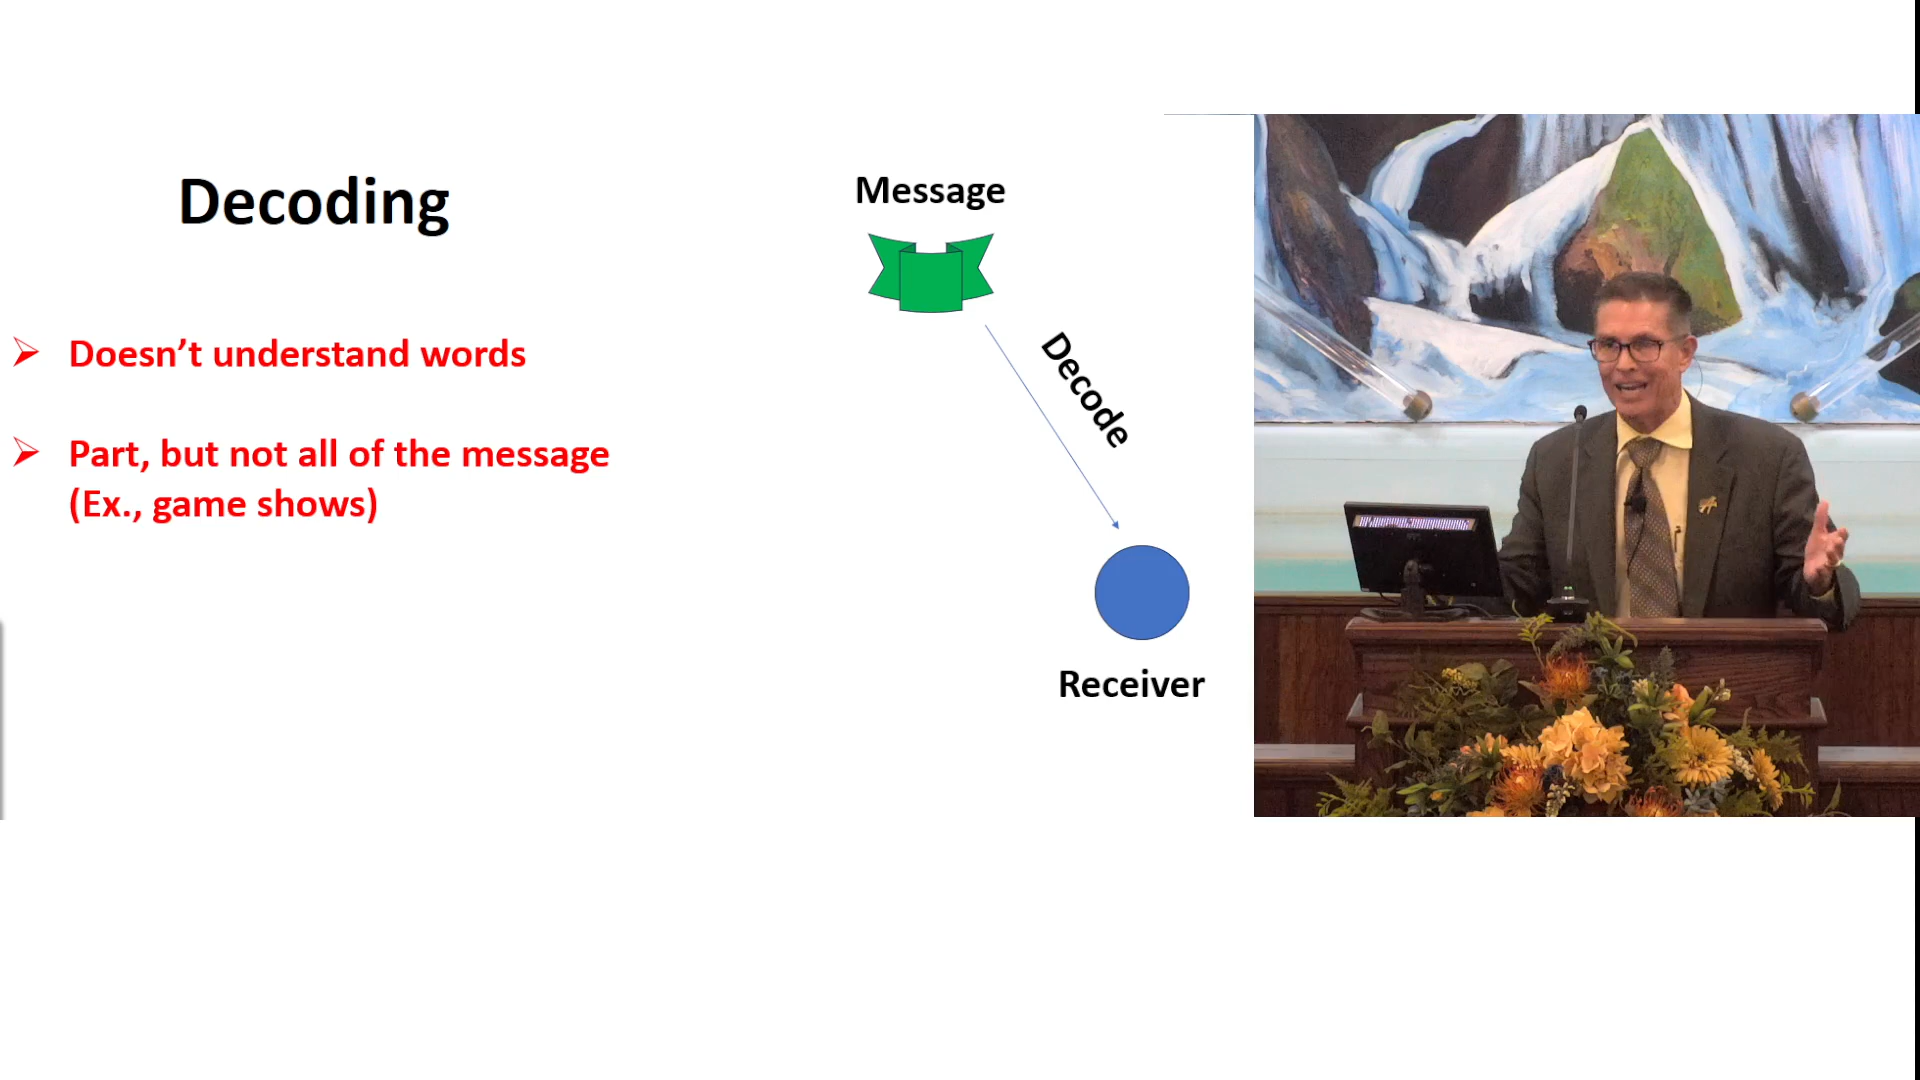 Decoding
Doesn’t understand words
Part, but not all of the message
(Ex., game shows)
Message
Decode
Receiver